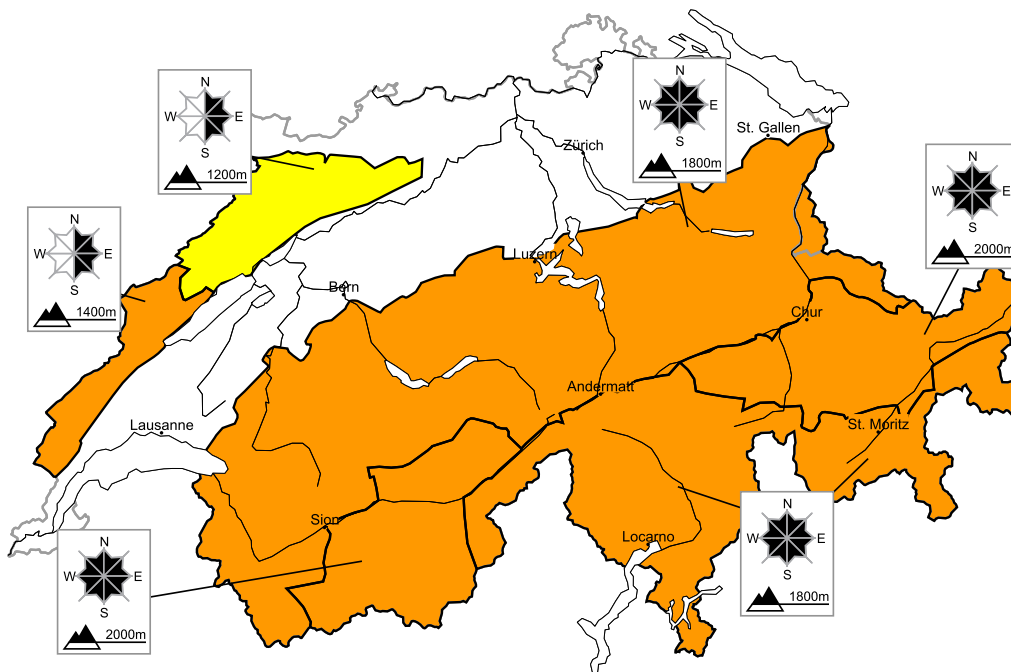 N
W E
S
1200m
N
W E
S
1800m
St. Gallen
Zürich
N
W E
S
2000m
N
W E
S
1400m
Luzern
Bern
Chur
Andermatt
Lausanne
St. Moritz
N
W E
S
1800m
Sion
Locarno
N
W E
S
2000m